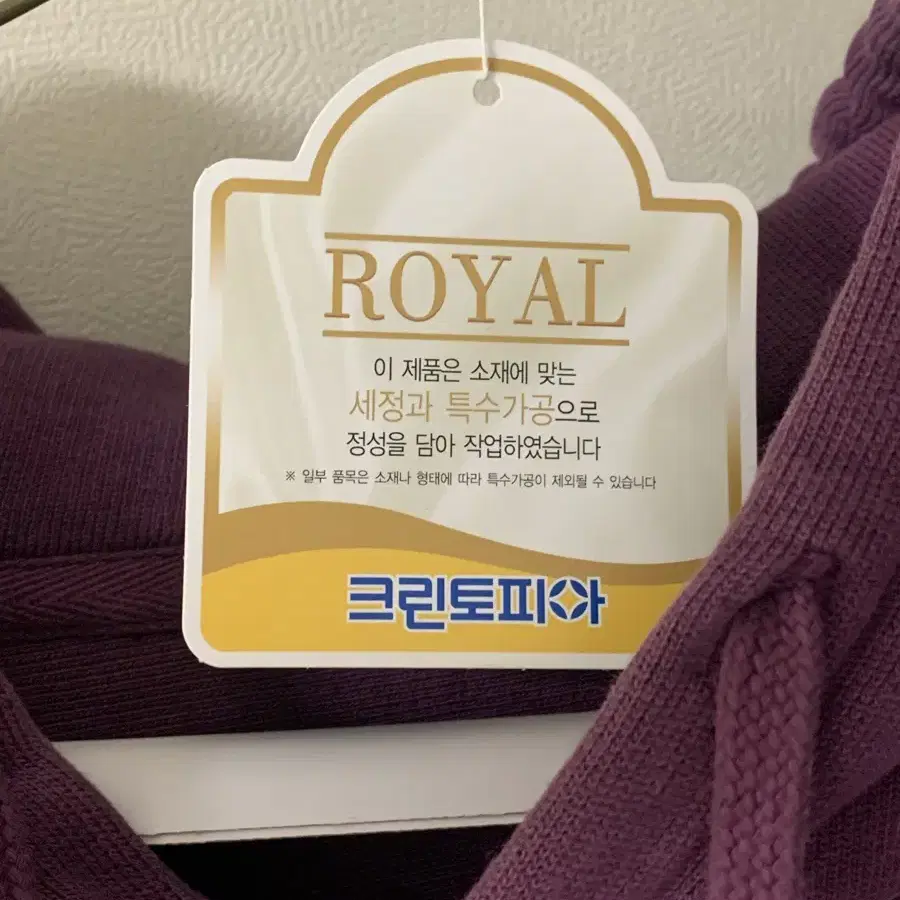 ROYAL
이 제품은 소재에 맞는
세정과 특수가공으로
정성을 담아 작업하였습니다
※ 일부 품목은 소재나 형태에 따라 특수가공이 제외될 수 있습니다
크린토피아